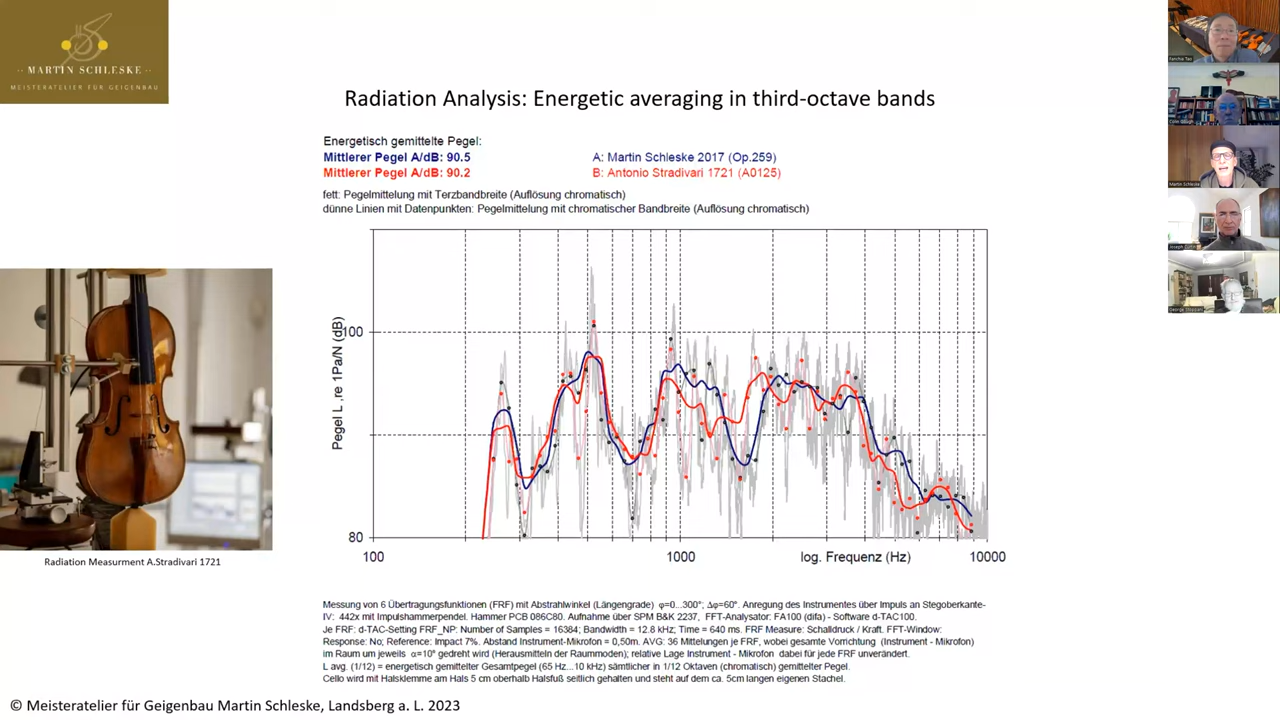 MARTIN SCHLESKE
MEISTERATELIER FÜR GEIGENBAU
Radiation Analysis: Energetic averaging in third-octave bands
Energetisch gemittelte Pegel:
Mittlerer Pegel A/dB: 90.5
A: Martin Schleske 2017 (Op.259)
Mittlerer Pegel A/dB: 90.2
B: Antonio Stradivari 1721 (A0125)
fett: Pegelmittelung mit Terzbandbreite (Auflösung chromatisch)
dünne Linien mit Datenpunkten: Pegelmittelung mit chromatischer Bandbreite (Auflösung chromatisch)
Pegel L ,re 1Pa/N (dB)
100
80
100
1000
log. Frequenz (Hz)
10000
Radiation Measurment A.Stradivari 1721
Messung von 6 Übertragungsfunktionen (FRF) mit Abstrahlwinkel (Längengrade) φ=0...300°; Δφ=60°. Anregung des Instrumentes über Impuls an Stegoberkante-
IV: 442x mit Impulshammerpendel. Hammer PCB 086C80. Aufnahme über SPM B&K 2237, FFT-Analysator: FA100 (difa) - Software d-TAC100.
Je FRF: d-TAC-Setting FRF_NP: Number of Samples = 16384; Bandwidth = 12.8 kHz; Time = 640 ms. FRF Measure: Schalldruck / Kraft. FFT-Window:
Response: No; Reference: Impact 7%. Abstand Instrument-Mikrofon = 0,50m. AVG: 36 Mittelungen je FRF, wobei gesamte Vorrichtung (Instrument - Mikrofon)
im Raum um jeweils α=10° gedreht wird (Herausmitteln der Raummoden); relative Lage Instrument - Mikrofon dabei für jede FRF unverändert.
L avg. (1/12) = energetisch gemittelter Gesamtpegel (65 Hz...10 kHz) sämtlicher in 1/12 Oktaven (chromatisch) gemittelter Pegel.
Cello wird mit Halsklemme am Hals 5 cm oberhalb Halsfuß seitlich gehalten und steht auf dem ca. 5cm langen eigenen Stachel.
© Meisteratelier für Geigenbau Martin Schleske, Landsberg a. L. 2023